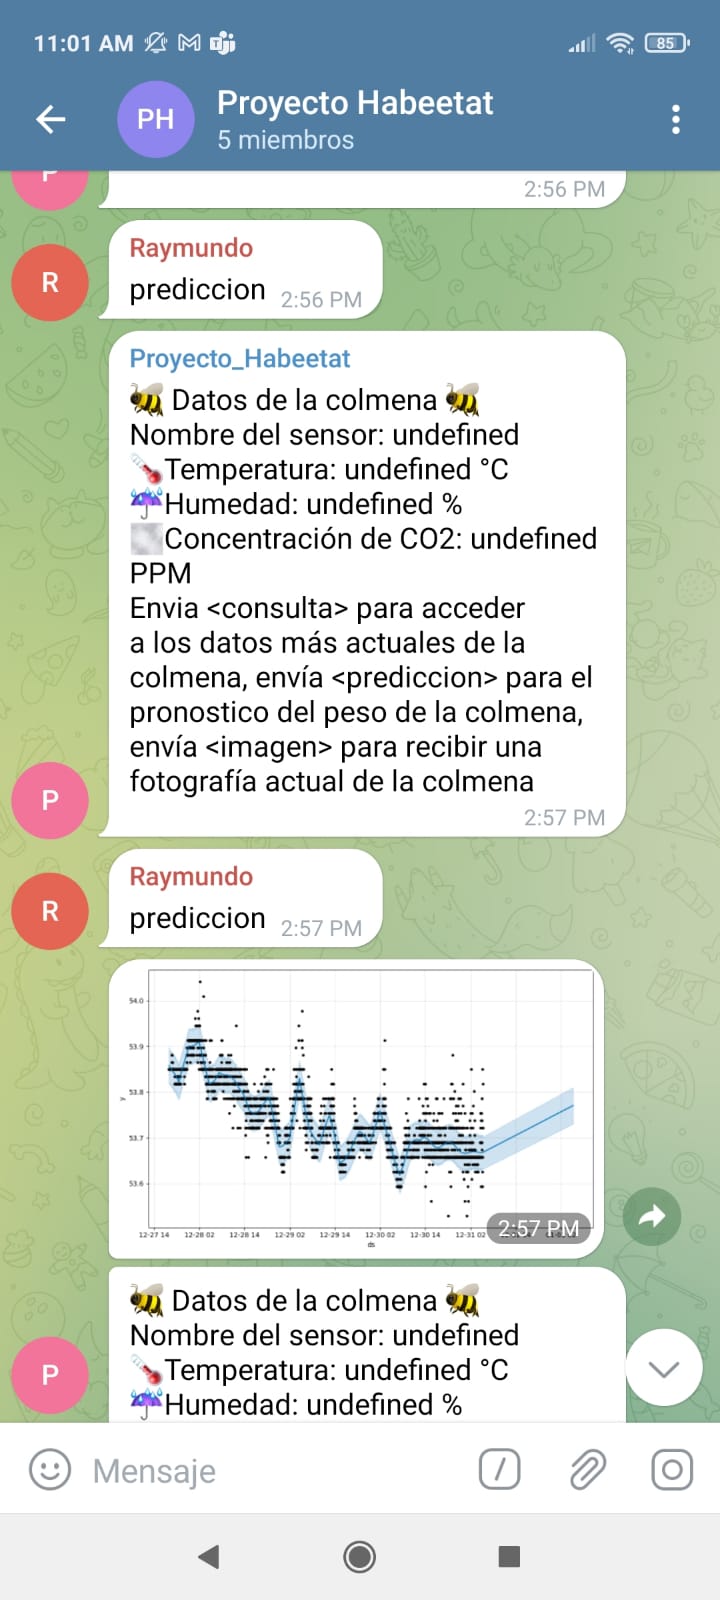 11:01 AM
85
PH
Proyecto Habeetat
5 miembros
P
2:56 PM
Raymundo
R
prediccion 2:56 PM
Proyecto_Habeetat
Datos de la colmena
Nombre del sensor: undefined
Temperatura: undefined °C
Humedad: undefined %
Concentración de CO2: undefined
PPM
Envia <consulta> para acceder
a los datos más actuales de la
colmena, envía <prediccion> para el
pronostico del peso de la colmena,
envía <imagen> para recibir una
fotografía actual de la colmena
P
2:57 PM
Raymundo
R
prediccion 2:57 PM
54.0
53.9
53.8
y
53.7
53.6
2:57 PM
12-27 14 12-28 02 12-28 14 12-29 02 12-29 14 12-30 02 12-30 14 12-31 02
ds
Datos de la colmena
Nombre del sensor: undefined
P
Temperatura: undefined °C
Humedad: undefined %
Mensaje